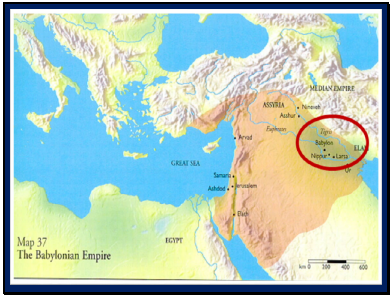 MEDIAN EMPIRE
ASSYRIA
Nineveh
Asshur
Euphrates
Tigris
Babylon
ELAM
Nippur
Larsa
Arvad
GREAT SEA
Samaria
Ashdod
Jerusalem
Elath
EGYPT
Map 37
The Babylonian Empire
km 0 200 400 600